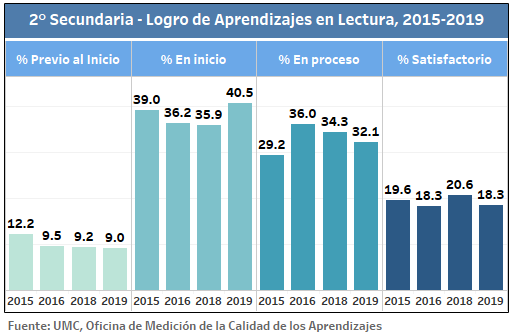 2º Secundaria - Logro de Aprendizajes en Lectura, 2015-2019
% Previo al Inicio % En inicio % En proceso % Satisfactorio
12.2 9.5 9.2 9.0 39.0 36.2 35.9 40.5 29.2 36.0 34.3 32.1 19.6 18.3 20.6 18.3
2015 2016 2018 2019 2015 2016 2018 2019 2015 2016 2018 2019 2015 2016 2018 2019
Fuente: UMC, Oficina de Medición de la Calidad de los Aprendizajes